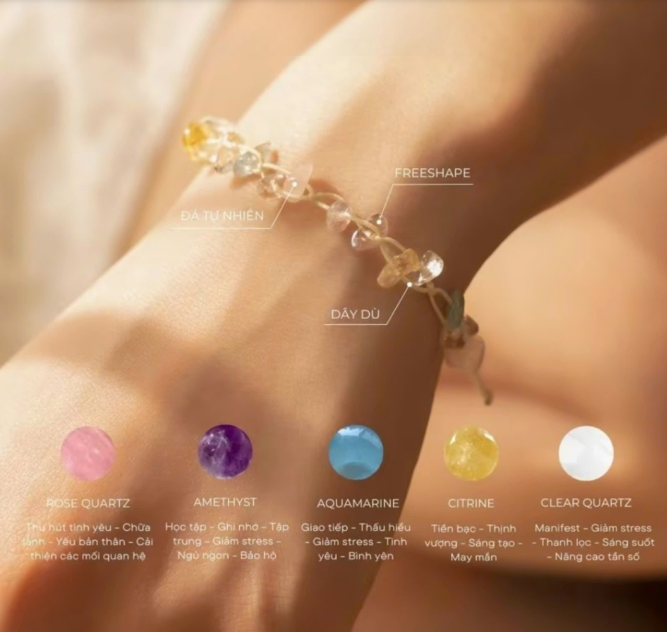 FREESHAPE
ĐÁ TỰ NHIÊN
DÂY DÙ
ROSE QUARTZ
Thu hút tình yêu - Chữa
lành - Yêu bản thân - Cải
thiện các mối quan hệ
AMETHYST
Học tập - Ghi nhớ - Tập
trung - Giảm stress -
Ngủ ngon - Bảo hộ
AQUAMARINE
Giao tiếp - Thấu hiểu
- Giảm stress - Tình
yêu - Bình yên
CITRINE
Tiền bạc - Thịnh
vượng - Sáng tạo -
May mắn
CLEAR QUARTZ
Manifest - Giảm stress
- Thanh lọc - Sáng suốt
- Nâng cao tần số